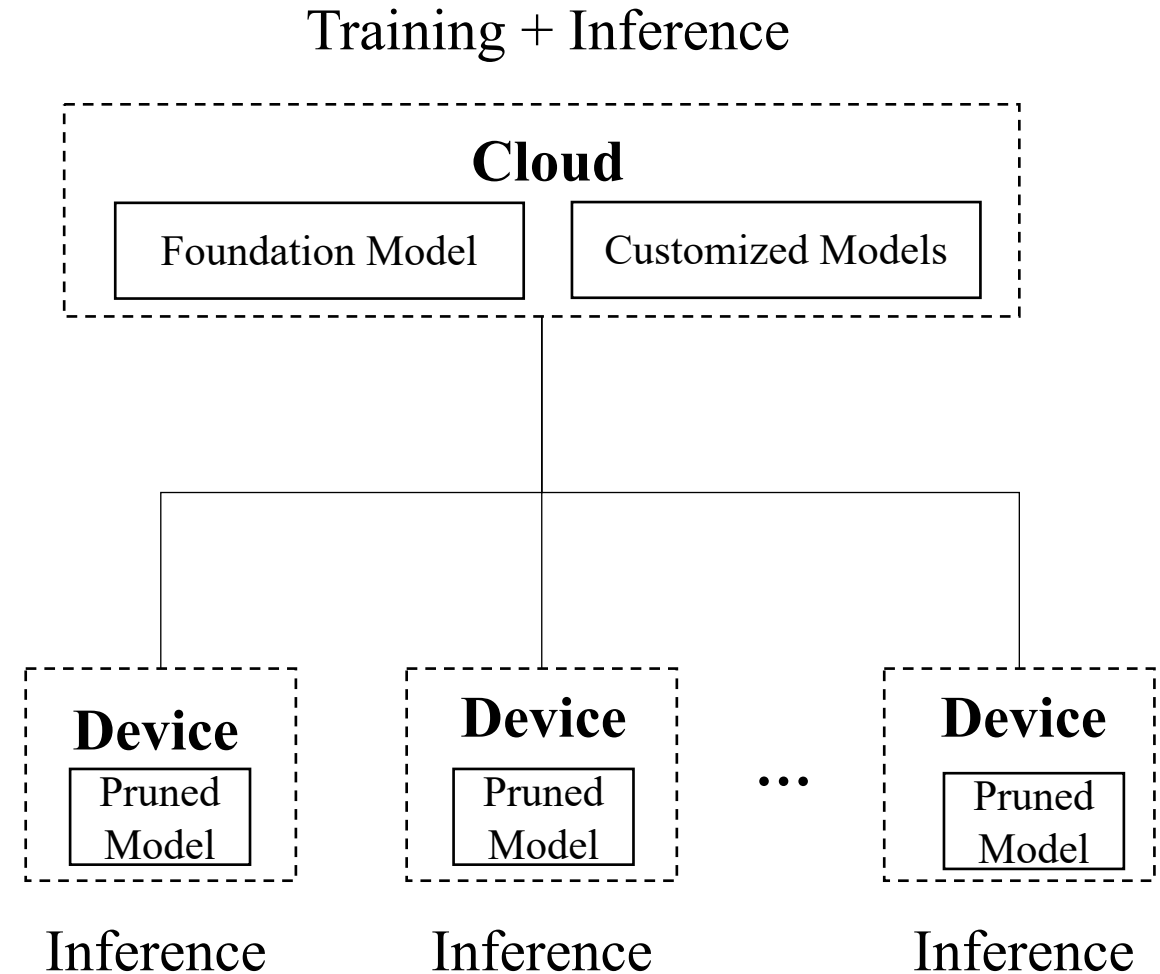 Training + Inference
Cloud
Foundation Model
Customized Models
Device
Pruned
Model
Device
Pruned
Model
...
Device
Pruned
Model
Inference
Inference
Inference